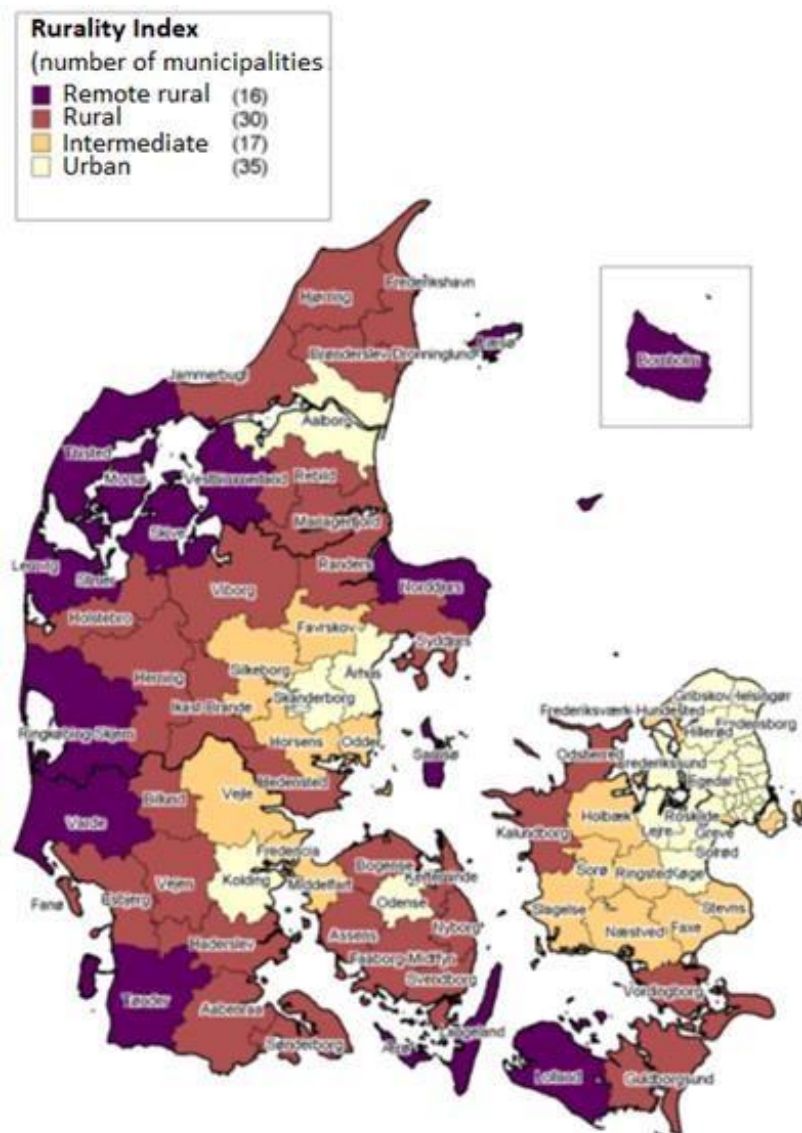 Rurality Index
(number of municipalities
Remote rural (16)
Rural (30)
Intermediate (17)
Urban (35)
Frederikshavn
Hjørring
Læsø
Brønderslev-Dronninglund
Jammerbugt
Bornholm
Aalborg
Thisted
Morsø
Vesthimmerland
Rebild
Mariagerfjord
Skive
Lemvig
Struer
Randers
Norddjurs
Viborg
Holstebro
Favrskov
Syddjurs
Silkeborg
Århus
Herning
Skanderborg
Ikast-Brande
Ringkøbing-Skjern
Horsens
Odder
Samsø
Gribskov
Helsingør
Frederiksværk-Hundested
Fredensborg
Hillerød
Odsherred
Frederikssund
Egedal
Hedensted
Billund
Vejle
Varde
Holbæk
Roskilde
Kalundborg
Lejre
Greve
Solrød
Fredericia
Bogense
Kerteminde
Sorø
Ringsted
Køge
Vejen
Kolding
Middelfart
Odense
Fanø
Esbjerg
Nyborg
Slagelse
Stevns
Assens
Næstved
Faxe
Haderslev
Faaborg-Midtfyn
Svendborg
Vordingborg
Tønder
Aabenraa
Langeland
Sønderborg
Ærø
Lolland
Guldborgsund